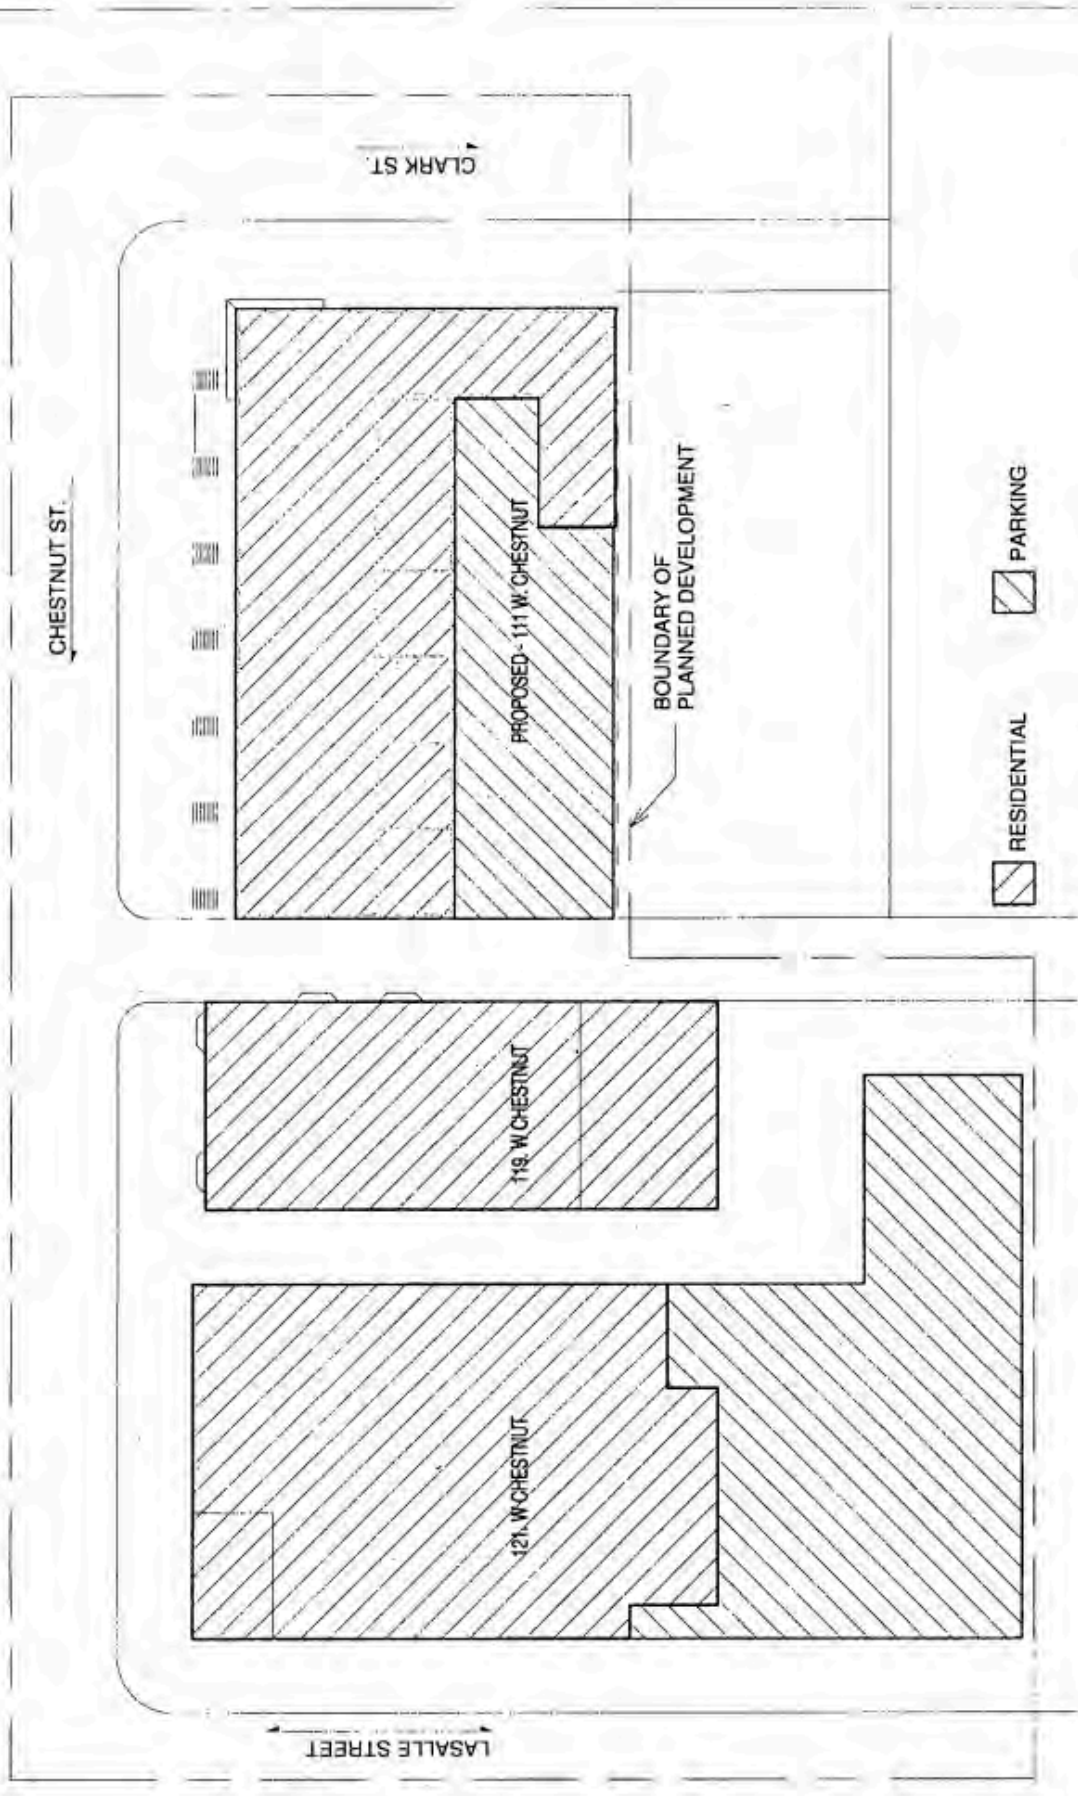 CHESTNUT ST.
CLARK ST.
PROPOSED - 111 W. CHESTNUT
BOUNDARY OF
PLANNED DEVELOPMENT
119. W.CHESTNUT
121. W.CHESTNUT
LASALLE STREET
RESIDENTIAL
PARKING